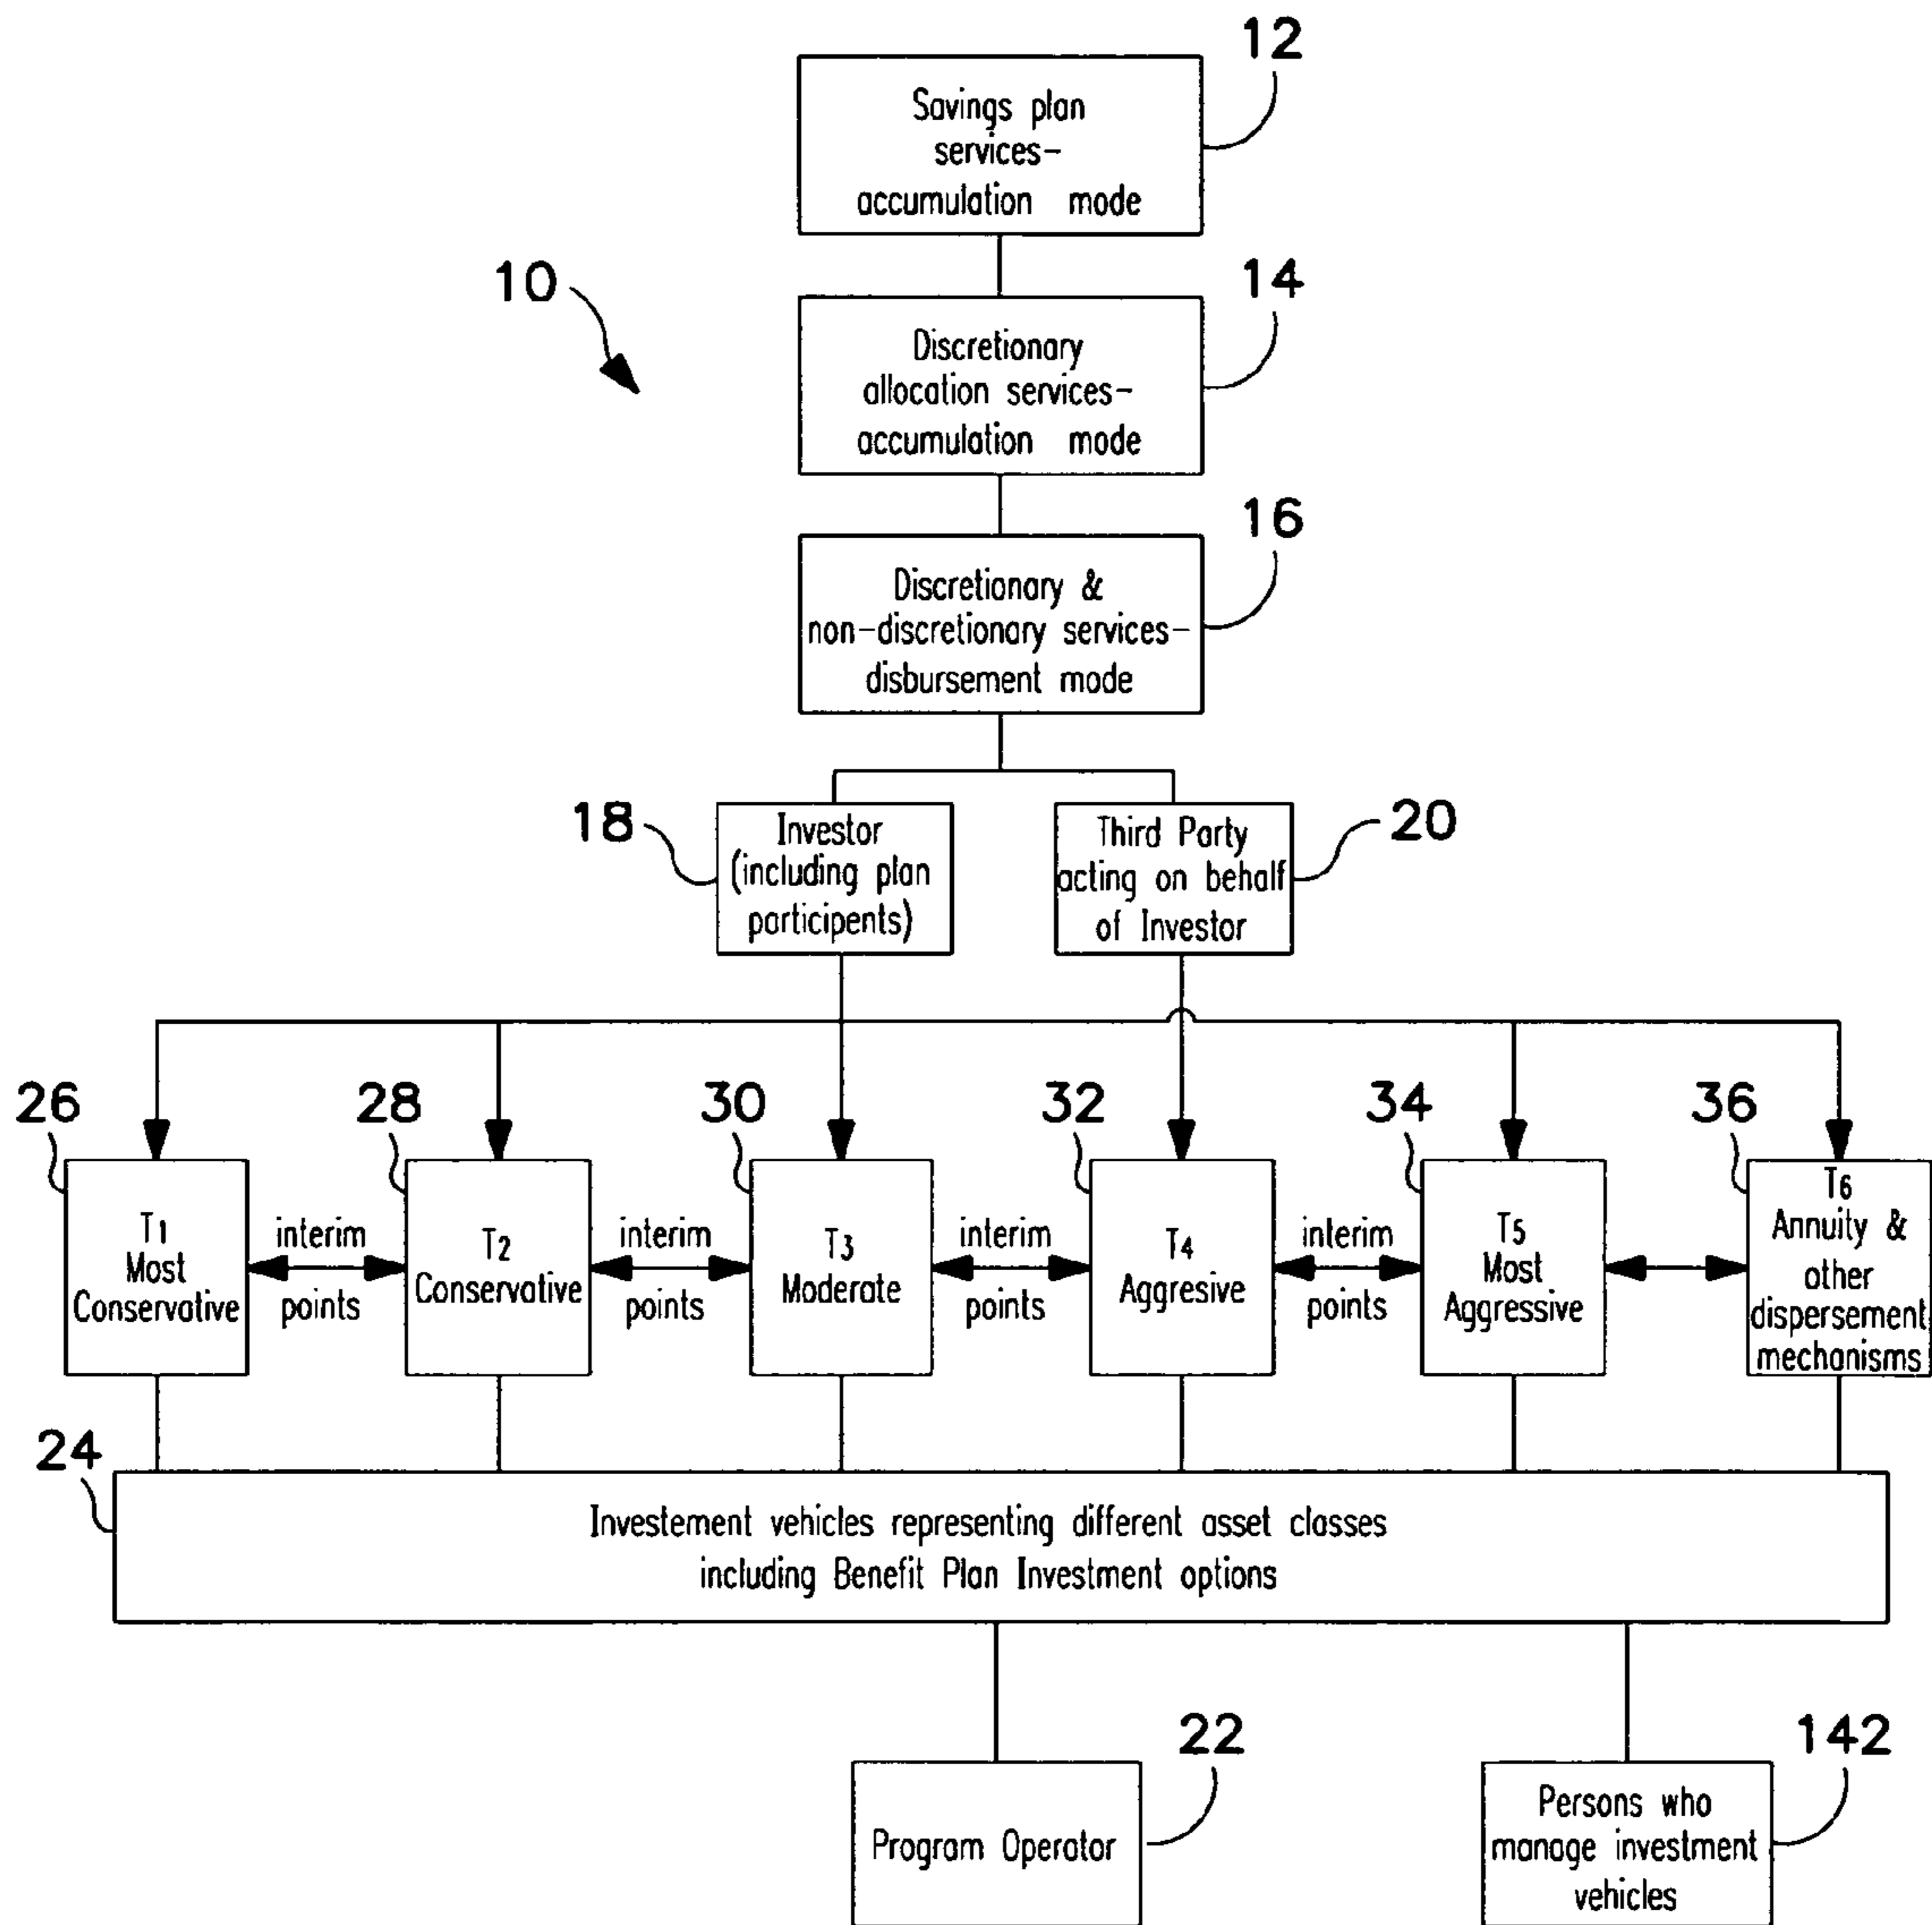 12
Savings plan
services-
accumulation mode
10
14
Discretionary
allocation services-
accumulation mode
16
Discretionary &
non-discretionary services-
disbursement mode
18
Investor
(including plan
participents)
Third Party
acting on behalf
of Investor
20
26
28
30
32
34
36
T1
Most
Conservative
interim
points
T2
Conservative
interim
points
T3
Moderate
interim
points
T4
Aggresive
interim
points
T5
Most
Aggressive
T6
Annuity &
other
dispersement
mechanisms
24
Investement vehicles representing different asset classes
including Benefit Plan Investment options
22
Program Operator
142
Persons who
manage investment
vehicles